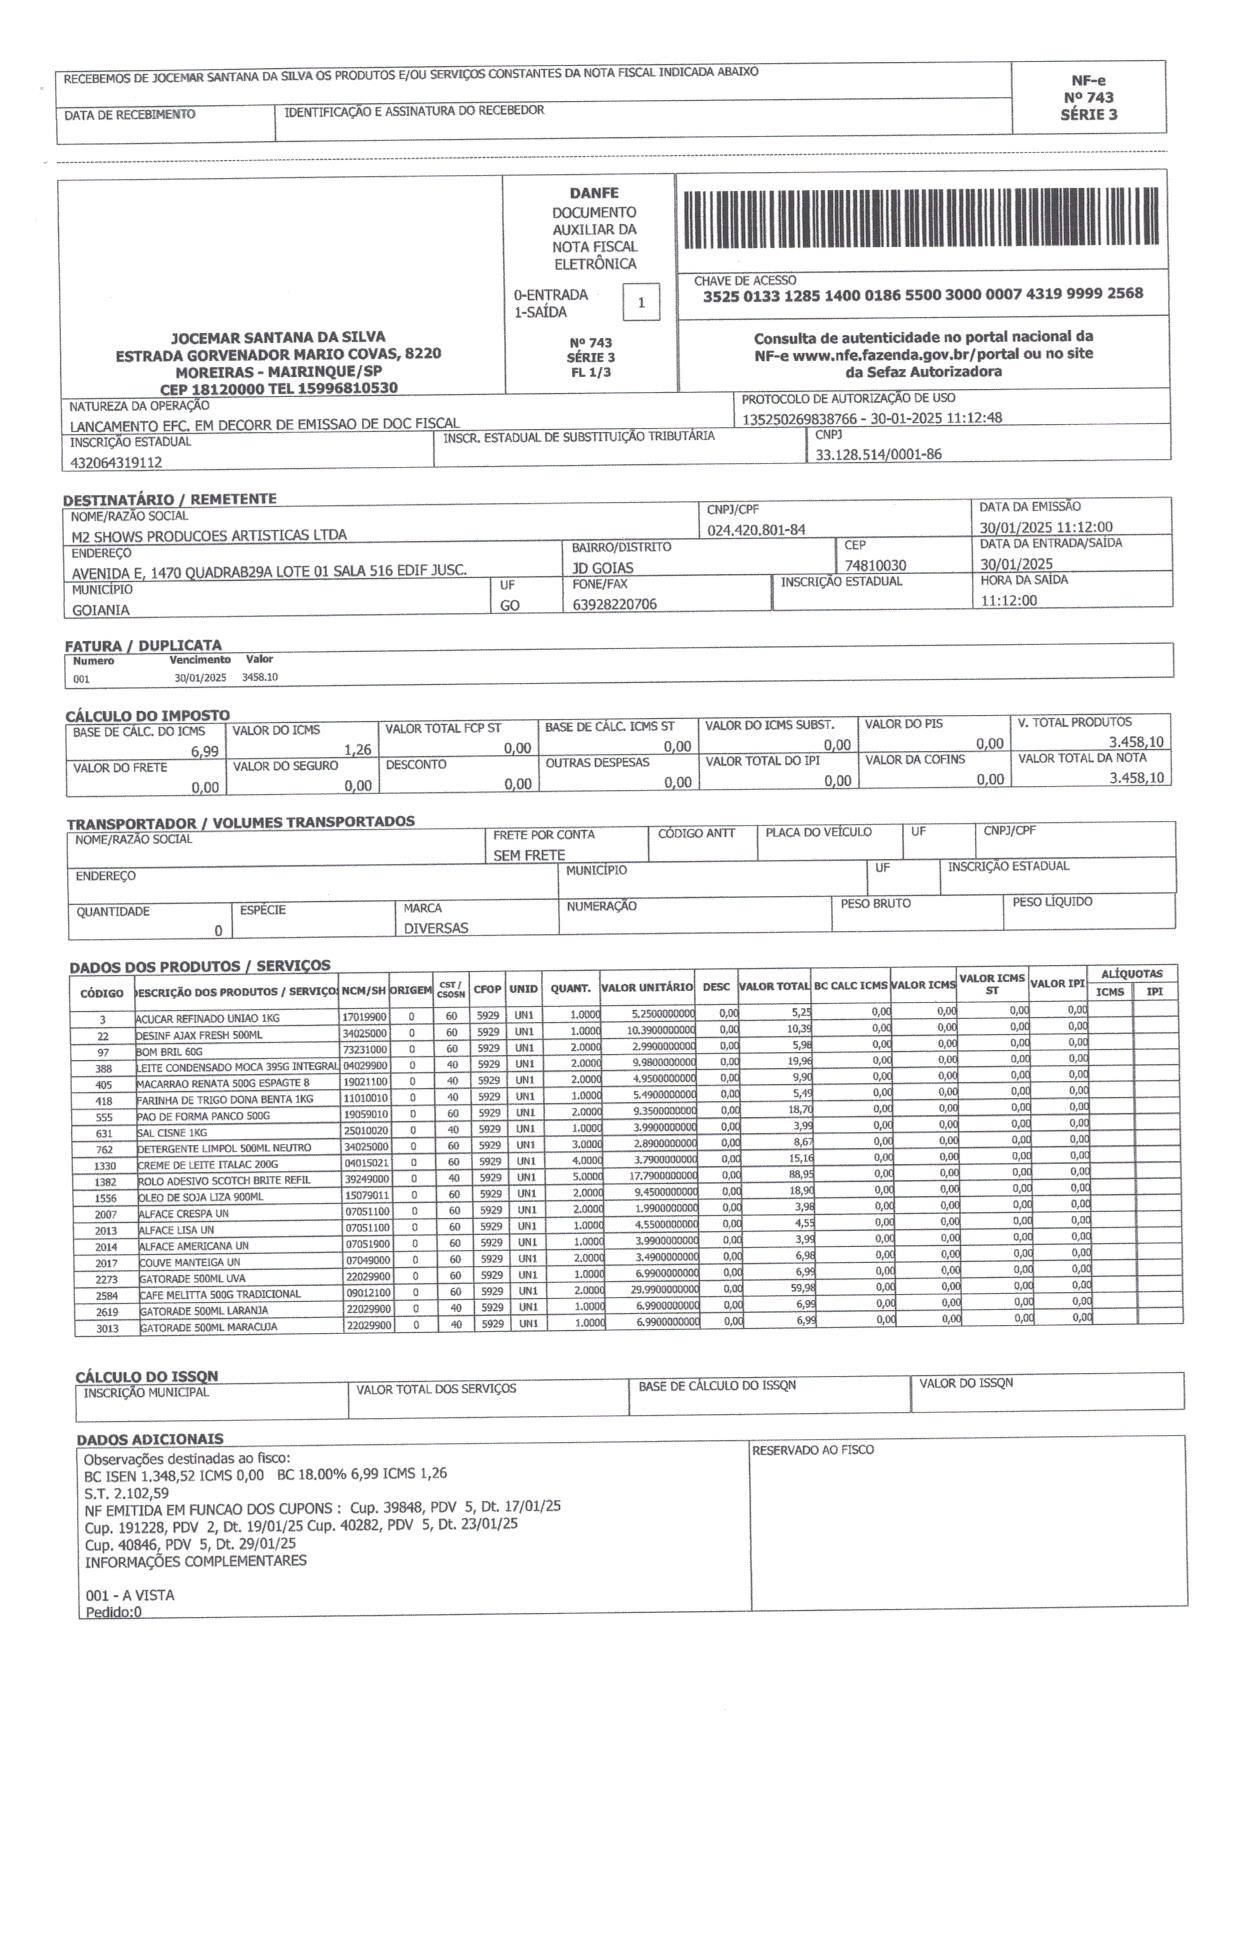 RECEBEMOS DE JOCEMAR SANTANA DA SILVA OS PRODUTOS E/OU SERVIÇOS CONSTANTES DA NOTA FISCAL INDICADA ABAIXO
NF-e
Nº 743
SÉRIE 3
DATA DE RECEBIMENTO IDENTIFICAÇÃO E ASSINATURA DO RECEBEDOR
JOCEMAR SANTANA DA SILVA
ESTRADA GORVENADOR MARIO COVAS, 8220
MOREIRAS - MAIRINQUE/SP
CEP 18120000 TEL 15996810530
DANFE
DOCUMENTO
AUXILIAR DA
NOTA FISCAL
ELETRÔNICA
0-ENTRADA
1-SAÍDA
1
Nº 743
SÉRIE 3
FL 1/3
CHAVE DE ACESSO
3525 0133 1285 1400 0186 5500 3000 0007 4319 9999 2568
Consulta de autenticidade no portal nacional da
NF-e www.nfe.fazenda.gov.br/portal ou no site
da Sefaz Autorizadora
NATUREZA DA OPERAÇÃO PROTOCOLO DE AUTORIZAÇÃO DE USO
LANCAMENTO EFC. EM DECORR DE EMISSAO DE DOC FISCAL 135250269838766 - 30-01-2025 11:12:48
INSCRIÇÃO ESTADUAL INSCR. ESTADUAL DE SUBSTITUIÇÃO TRIBUTÁRIA CNPJ
432064319112 33.128.514/0001-86
DESTINATÁRIO / REMETENTE
NOME/RAZÃO SOCIAL CNPJ/CPF DATA DA EMISSÃO
M2 SHOWS PRODUCOES ARTISTICAS LTDA 024.420.801-84 30/01/2025 11:12:00
ENDEREÇO BAIRRO/DISTRITO CEP DATA DA ENTRADA/SAÍDA
AVENIDA E, 1470 QUADRAB29A LOTE 01 SALA 516 EDIF JUSC. JD GOIAS 74810030 30/01/2025
MUNICÍPIO UF FONE/FAX INSCRIÇÃO ESTADUAL HORA DA SAÍDA
GOIANIA GO 63928220706 11:12:00
FATURA / DUPLICATA
Numero Vencimento Valor
001 30/01/2025 3458.10
CÁLCULO DO IMPOSTO
BASE DE CÁLC. DO ICMS VALOR DO ICMS VALOR TOTAL FCP ST BASE DE CÁLC. ICMS ST VALOR DO ICMS SUBST. VALOR DO PIS V. TOTAL PRODUTOS
6,99 1,26 0,00 0,00 0,00 0,00 3.458,10
VALOR DO FRETE VALOR DO SEGURO DESCONTO OUTRAS DESPESAS VALOR TOTAL DO IPI VALOR DA COFINS VALOR TOTAL DA NOTA
0,00 0,00 0,00 0,00 0,00 0,00 3.458,10
TRANSPORTADOR / VOLUMES TRANSPORTADOS
NOME/RAZÃO SOCIAL FRETE POR CONTA CÓDIGO ANTT PLACA DO VEÍCULO UF CNPJ/CPF
SEM FRETE
ENDEREÇO MUNICÍPIO UF INSCRIÇÃO ESTADUAL
QUANTIDADE ESPÉCIE MARCA NUMERAÇÃO PESO BRUTO PESO LÍQUIDO
0 DIVERSAS
DADOS DOS PRODUTOS / SERVIÇOS
CÓDIGO DESCRIÇÃO DOS PRODUTOS / SERVIÇO NCM/SH ORIGEM CST / CSOSN CFOP UNID QUANT. VALOR UNITÁRIO DESC VALOR TOTAL BC CALC ICMS VALOR ICMS VALOR ICMS ST VALOR IPI ALÍQUOTAS ICMS IPI
3 ACUCAR REFINADO UNIAO 1KG 17019900 0 60 5929 UN1 1.0000 5.2500000000 0,00 5,25 0,00 0,00 0,00 0,00
22 DESINF AJAX FRESH 500ML 34025000 0 60 5929 UN1 1.0000 10.3900000000 0,00 10,39 0,00 0,00 0,00 0,00
97 BOM BRIL 60G 73231000 0 60 5929 UN1 2.0000 2.9900000000 0,00 5,98 0,00 0,00 0,00 0,00
388 LEITE CONDENSADO MOCA 395G INTEGRAL 04029900 0 40 5929 UN1 2.0000 9.9800000000 0,00 19,96 0,00 0,00 0,00 0,00
405 MACARRAO RENATA 500G ESPAGTE 8 19021100 0 40 5929 UN1 2.0000 4.9500000000 0,00 9,90 0,00 0,00 0,00 0,00
418 FARINHA DE TRIGO DONA BENTA 1KG 11010010 0 40 5929 UN1 1.0000 5.4900000000 0,00 5,49 0,00 0,00 0,00 0,00
555 PAO DE FORMA PANCO 500G 19059010 0 60 5929 UN1 2.0000 9.3500000000 0,00 18,70 0,00 0,00 0,00 0,00
631 SAL CISNE 1KG 25010020 0 40 5929 UN1 1.0000 3.9900000000 0,00 3,99 0,00 0,00 0,00 0,00
762 DETERGENTE LIMPOL 500ML NEUTRO 34025000 0 60 5929 UN1 3.0000 2.8900000000 0,00 8,67 0,00 0,00 0,00 0,00
1330 CREME DE LEITE ITALAC 200G 04015021 0 60 5929 UN1 4.0000 3.7900000000 0,00 15,16 0,00 0,00 0,00 0,00
1382 ROLO ADESIVO SCOTCH BRITE REFIL 39249000 0 40 5929 UN1 5.0000 17.7900000000 0,00 88,95 0,00 0,00 0,00 0,00
1556 OLEO DE SOJA LIZA 900ML 15079011 0 60 5929 UN1 2.0000 9.4500000000 0,00 18,90 0,00 0,00 0,00 0,00
2007 ALFACE CRESPA UN 07051100 0 60 5929 UN1 2.0000 1.9900000000 0,00 3,98 0,00 0,00 0,00 0,00
2013 ALFACE LISA UN 07051100 0 60 5929 UN1 1.0000 4.5500000000 0,00 4,55 0,00 0,00 0,00 0,00
2014 ALFACE AMERICANA UN 07051900 0 60 5929 UN1 1.0000 3.9900000000 0,00 3,99 0,00 0,00 0,00 0,00
2017 COUVE MANTEIGA UN 07049000 0 60 5929 UN1 2.0000 3.4900000000 0,00 6,98 0,00 0,00 0,00 0,00
2273 GATORADE 500ML UVA 22029900 0 60 5929 UN1 1.0000 6.9900000000 0,00 6,99 0,00 0,00 0,00 0,00
2584 CAFE MELITTA 500G TRADICIONAL 09012100 0 60 5929 UN1 2.0000 29.9900000000 0,00 59,98 0,00 0,00 0,00 0,00
2619 GATORADE 500ML LARANJA 22029900 0 40 5929 UN1 1.0000 6.9900000000 0,00 6,99 0,00 0,00 0,00 0,00
3013 GATORADE 500ML MARACUJA 22029900 0 40 5929 UN1 1.0000 6.9900000000 0,00 6,99 0,00 0,00 0,00 0,00
CÁLCULO DO ISSQN
INSCRIÇÃO MUNICIPAL VALOR TOTAL DOS SERVIÇOS BASE DE CÁLCULO DO ISSQN VALOR DO ISSQN
DADOS ADICIONAIS
Observações destinadas ao fisco: RESERVADO AO FISCO
BC ISEN 1.348,52 ICMS 0,00 BC 18.00% 6,99 ICMS 1,26
S.T. 2.102,59
NF EMITIDA EM FUNCAO DOS CUPONS : Cup. 39848, PDV 5, Dt. 17/01/25
Cup. 191228, PDV 2, Dt. 19/01/25 Cup. 40282, PDV 5, Dt. 23/01/25
Cup. 40846, PDV 5, Dt. 29/01/25
INFORMAÇÕES COMPLEMENTARES
001 - A VISTA
Pedido:0